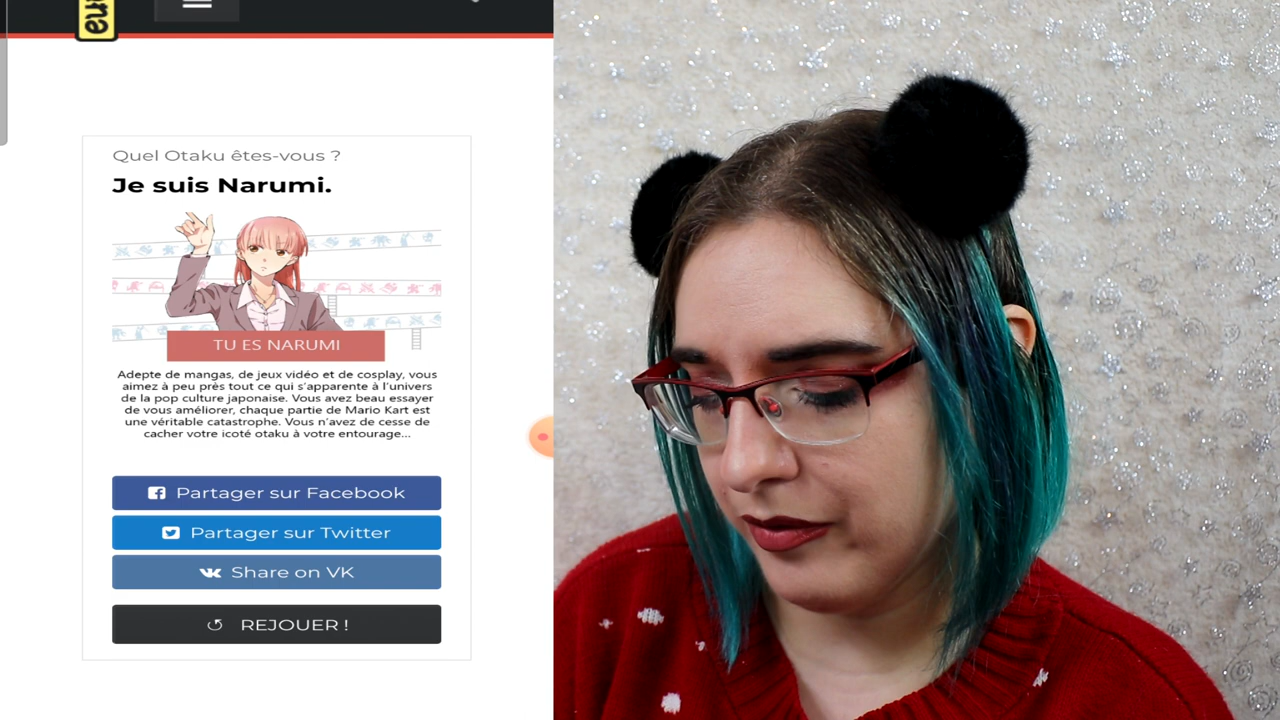 Quel Otaku êtes-vous ?
Je suis Narumi.
TU ES NARUMI
Adepte de mangas, de jeux vidéo et de cosplay, vous
aimez à peu près tout ce qui s'apparente à l'univers
de la pop culture japonaise. Vous avez beau essayer
de vous améliorer, chaque partie de Mario Kart est
une véritable catastrophe. Vous n'avez de cesse de
cacher votre icoté otaku à votre entourage...
Partager sur Facebook
Partager sur Twitter
Share on VK
REJOUER !